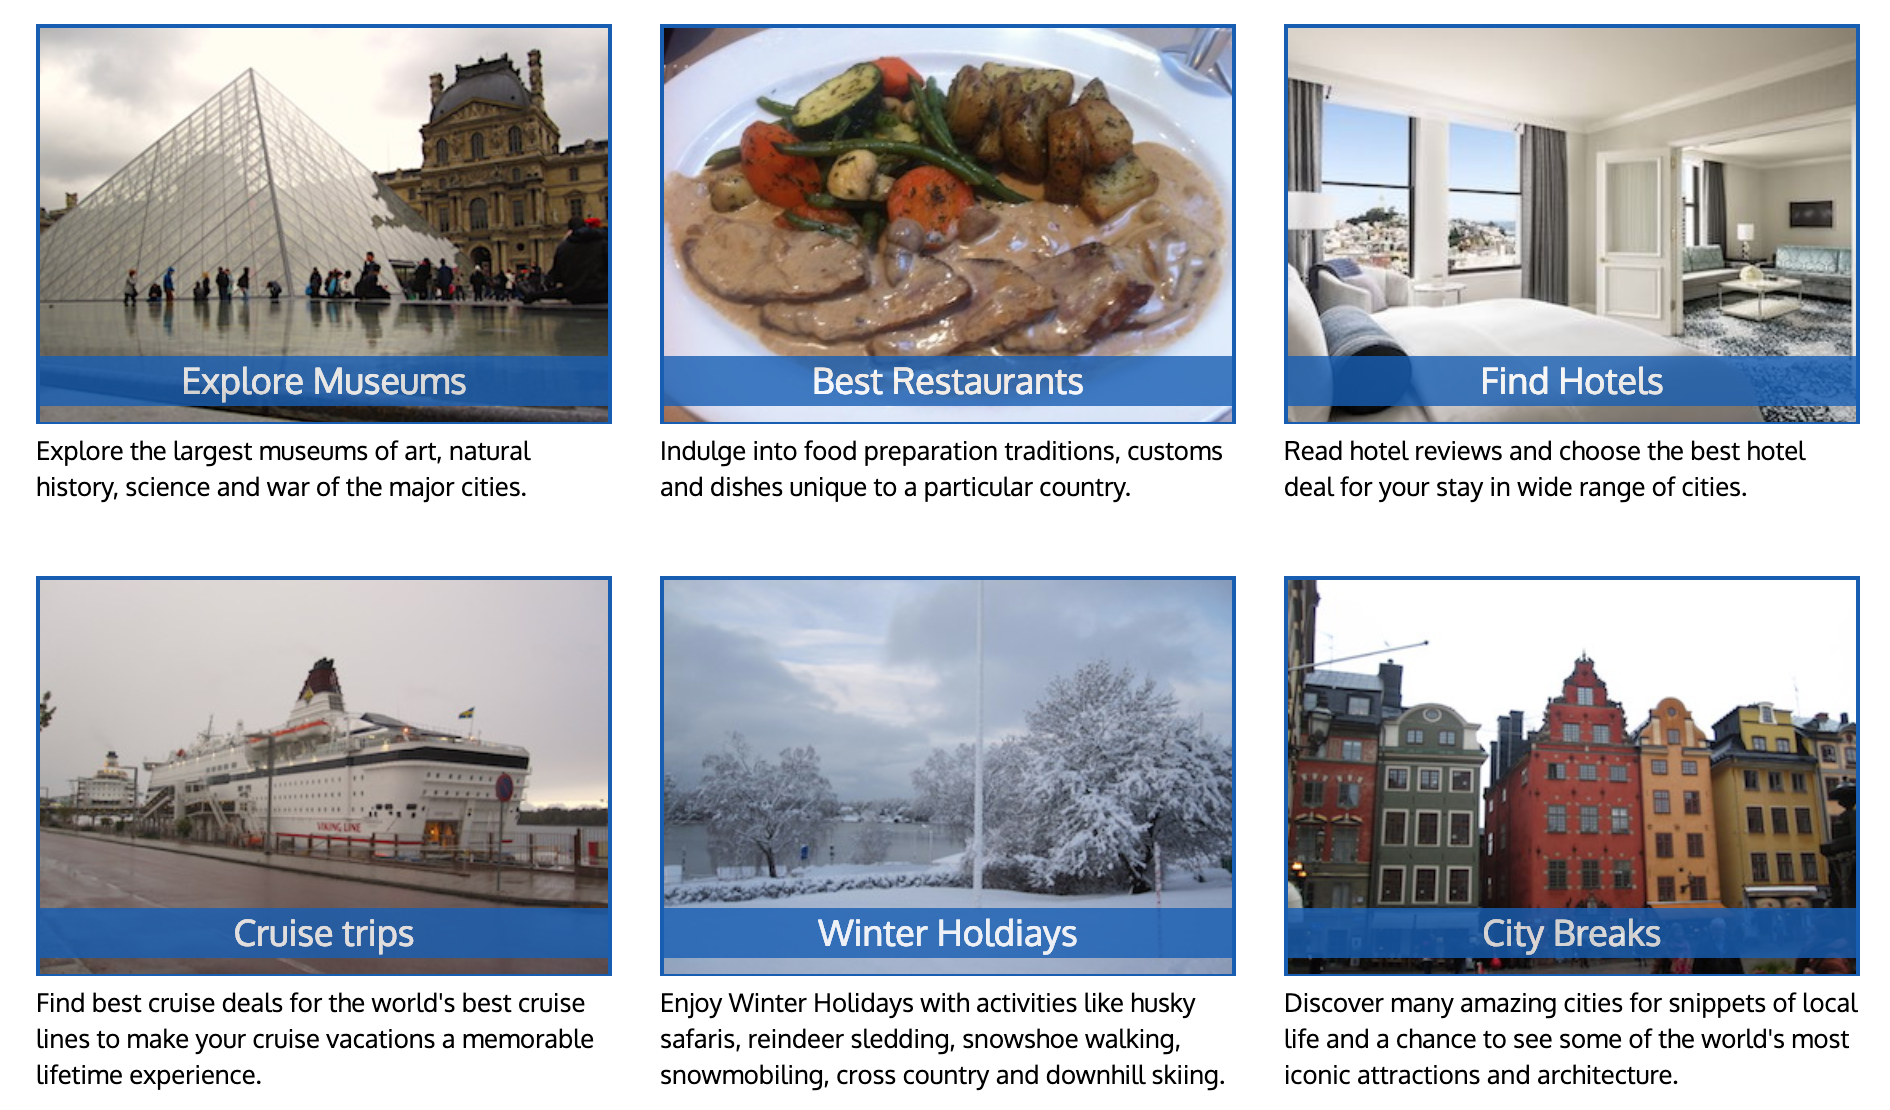 Explore Museums
Explore the largest museums of art, natural
history, science and war of the major cities.
Best Restaurants
Indulge into food preparation traditions, customs
and dishes unique to a particular country.
Find Hotels
Read hotel reviews and choose the best hotel
deal for your stay in wide range of cities.
VIKING LINE
Cruise trips
Find best cruise deals for the world's best cruise
lines to make your cruise vacations a memorable
lifetime experience.
Winter Holdiays
Enjoy Winter Holidays with activities like husky
safaris, reindeer sledding, snowshoe walking,
snowmobiling, cross country and downhill skiing.
City Breaks
Discover many amazing cities for snippets of local
life and a chance to see some of the world's most
iconic attractions and architecture.